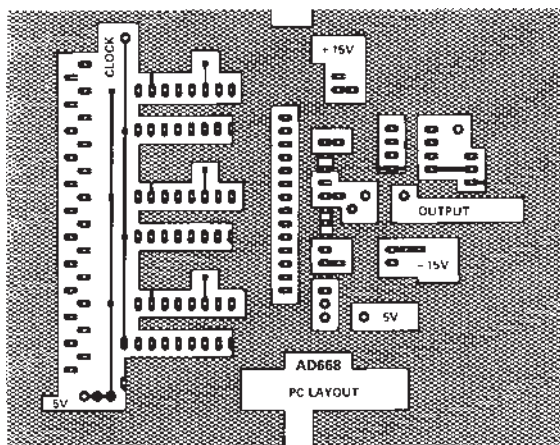 CLOCK
+ 15V
OUTPUT
– 15V
5V
5V
AD668
PC LAYOUT